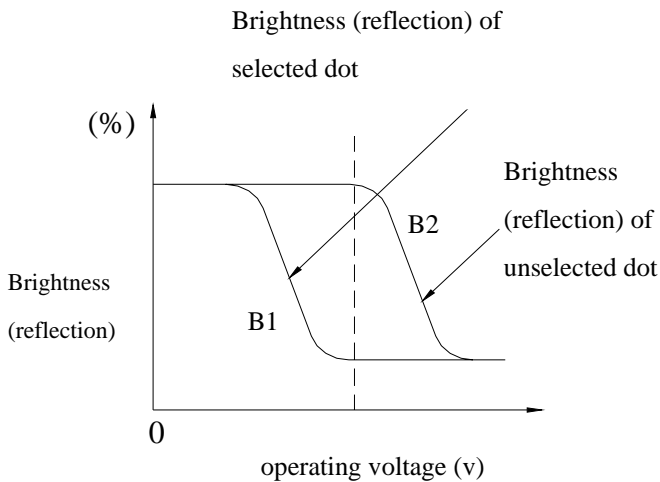 Brightness (reflection) of
selected dot
(%)
Brightness
(reflection) of
unselected dot
B2
Brightness
(reflection)
B1
0
operating voltage (v)